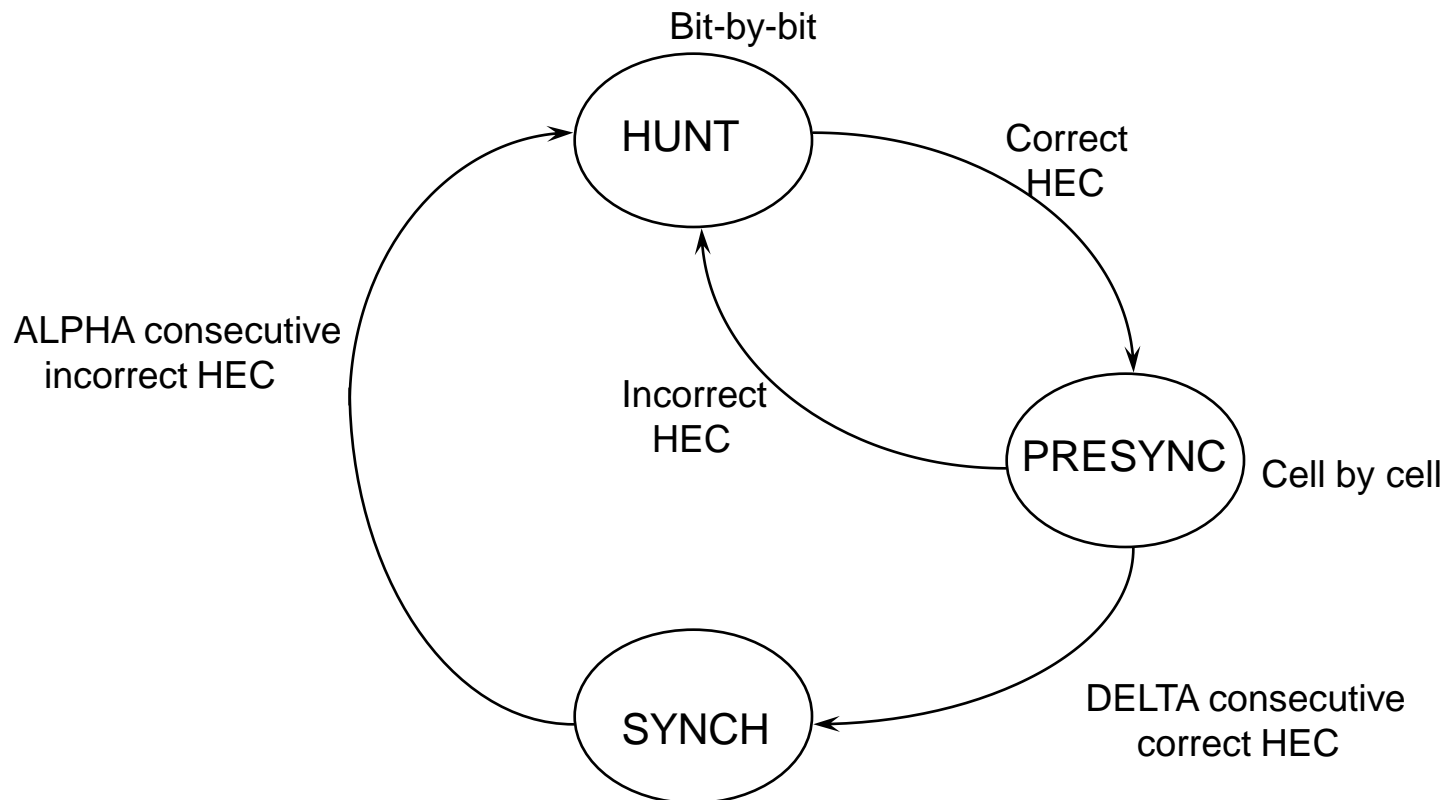 Bit-by-bit
HUNT
Correct
HEC
ALPHA consecutive
incorrect HEC
Incorrect
HEC
PRESYNC
Cell by cell
SYNCH
DELTA consecutive
correct HEC